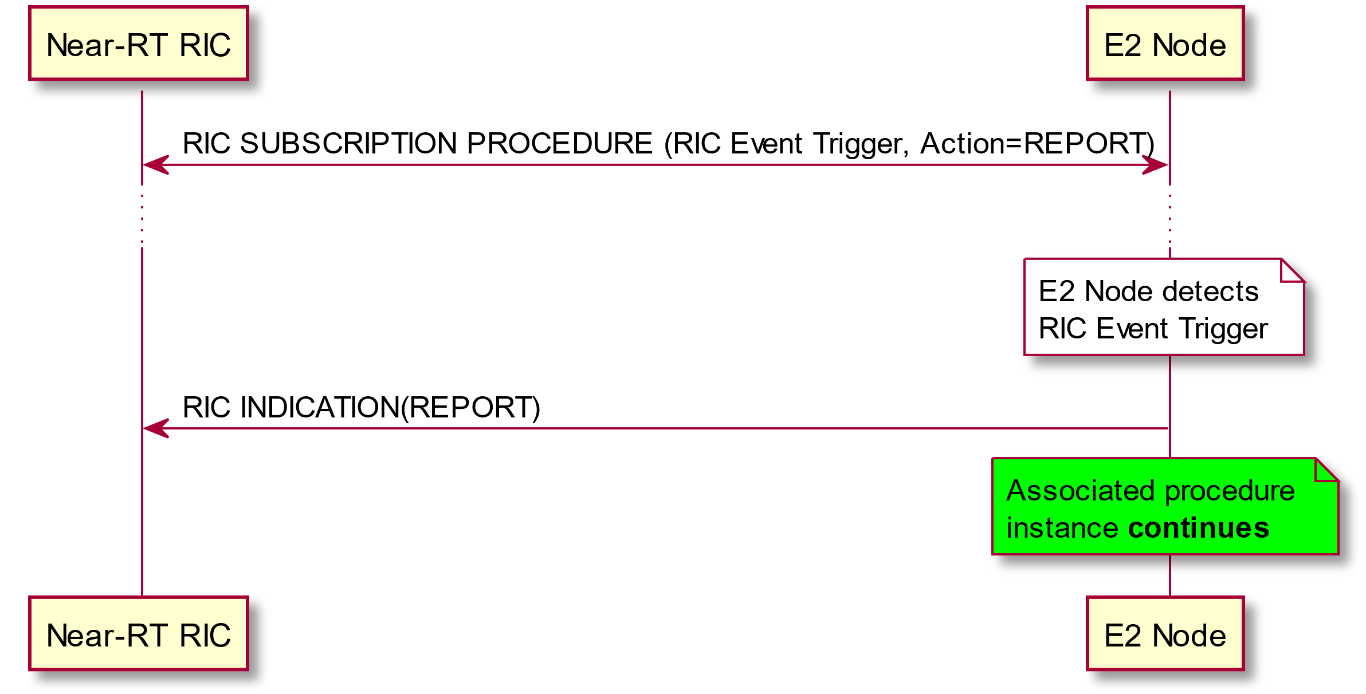 Near-RT RIC
E2 Node
RIC SUBSCRIPTION PROCEDURE (RIC Event Trigger, Action=REPORT)
E2 Node detects
RIC Event Trigger
RIC INDICATION(REPORT)
Associated procedure
instance continues
Near-RT RIC
E2 Node